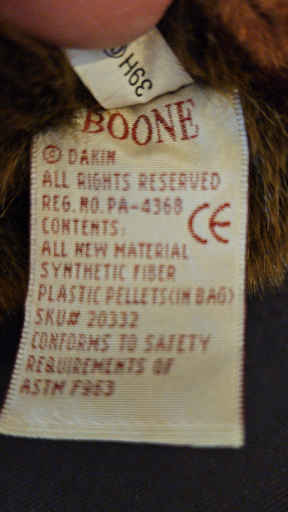 ©H6E
BOONE
© DAKIN
ALL RIGHTS RESERVED
REG. NO. PA-4368
CE
CONTENTS:
ALL NEW MATERIAL
SYNTHETIC FIBER
PLASTIC PELLETS(IN BAG)
SKU# 20332
CONFORMS TO SAFETY
REQUIREMENTS OF
ASTM F963